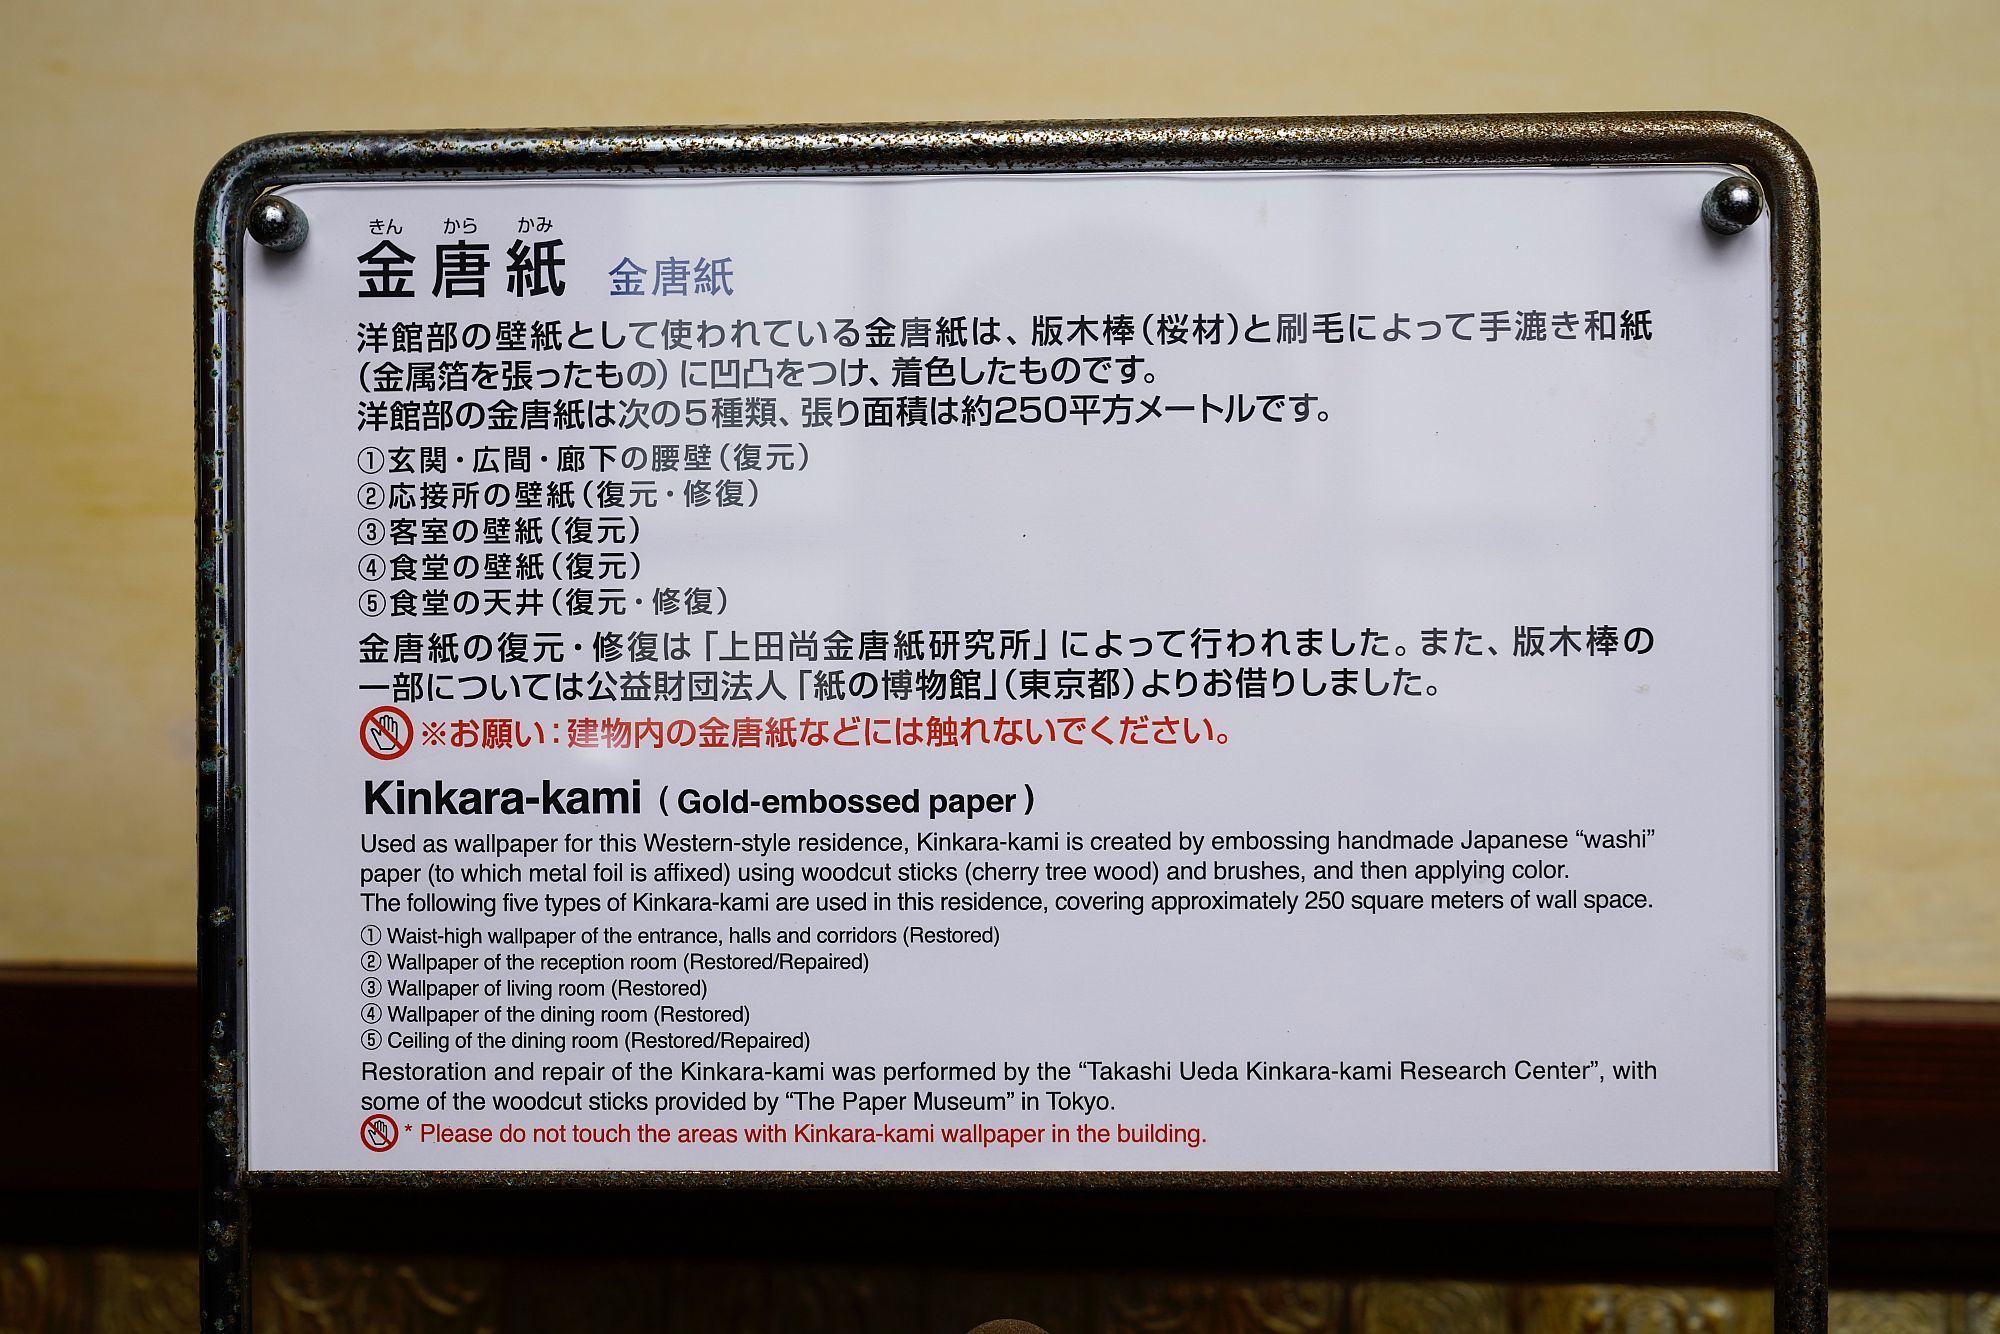 きん から かみ
金唐紙 金唐紙
洋館部の壁紙として使われている金唐紙は、版木棒(桜材)と刷毛によって手漉き和紙
(金属箔を張ったもの)に凹凸をつけ、着色したものです。
洋館部の金唐紙は次の5種類、張り面積は約250平方メートルです。
①玄関・広間・廊下の腰壁(復元)
②応接所の壁紙(復元・修復)
③客室の壁紙(復元)
④食堂の壁紙(復元)
⑤食堂の天井(復元・修復)
金唐紙の復元・修復は「上田尚金唐紙研究所」によって行われました。また、版木棒の
一部については公益財団法人「紙の博物館」(東京都)よりお借りしました。
※お願い:建物内の金唐紙などには触れないでください。
Kinkara-kami (Gold-embossed paper)
Used as wallpaper for this Western-style residence, Kinkara-kami is created by embossing handmade Japanese “washi”
paper (to which metal foil is affixed) using woodcut sticks (cherry tree wood) and brushes, and then applying color.
The following five types of Kinkara-kami are used in this residence, covering approximately 250 square meters of wall space.
① Waist-high wallpaper of the entrance, halls and corridors (Restored)
② Wallpaper of the reception room (Restored/Repaired)
③ Wallpaper of living room (Restored)
④ Wallpaper of the dining room (Restored)
⑤ Ceiling of the dining room (Restored/Repaired)
Restoration and repair of the Kinkara-kami was performed by the “Takashi Ueda Kinkara-kami Research Center”, with
some of the woodcut sticks provided by “The Paper Museum” in Tokyo.
* Please do not touch the areas with Kinkara-kami wallpaper in the building.